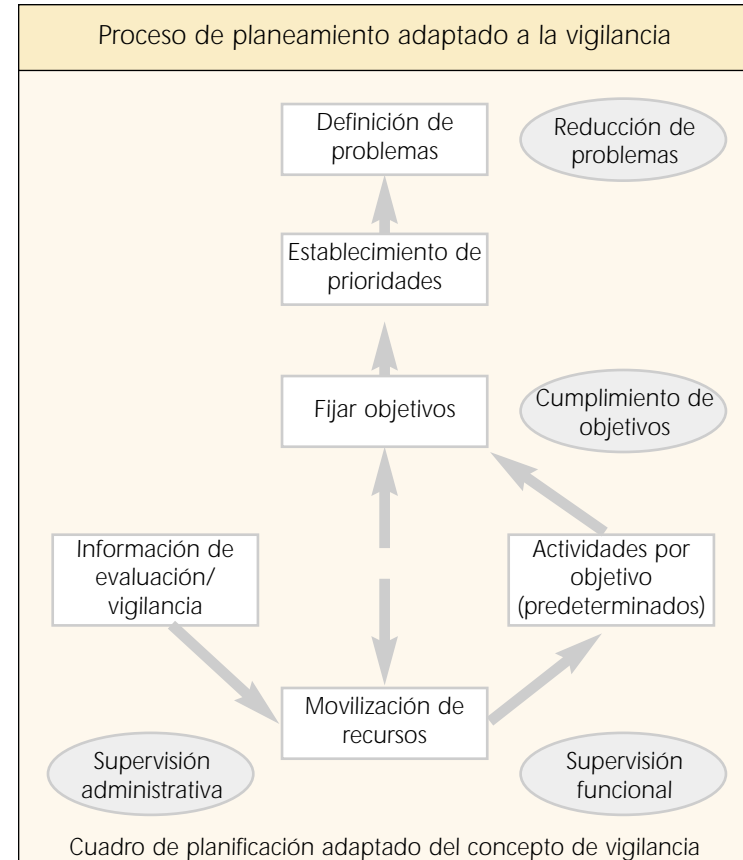 Proceso de planeamiento adaptado a la vigilancia
Definición de
problemas
Reducción de
problemas
Establecimiento de
prioridades
Fijar objetivos
Cumplimiento de
objetivos
Información de
evaluación/
vigilancia
Actividades por
objetivo
(predeterminados)
Movilización de
recursos
Supervisión
administrativa
Supervisión
funcional
Cuadro de planificación adaptado del concepto de vigilancia